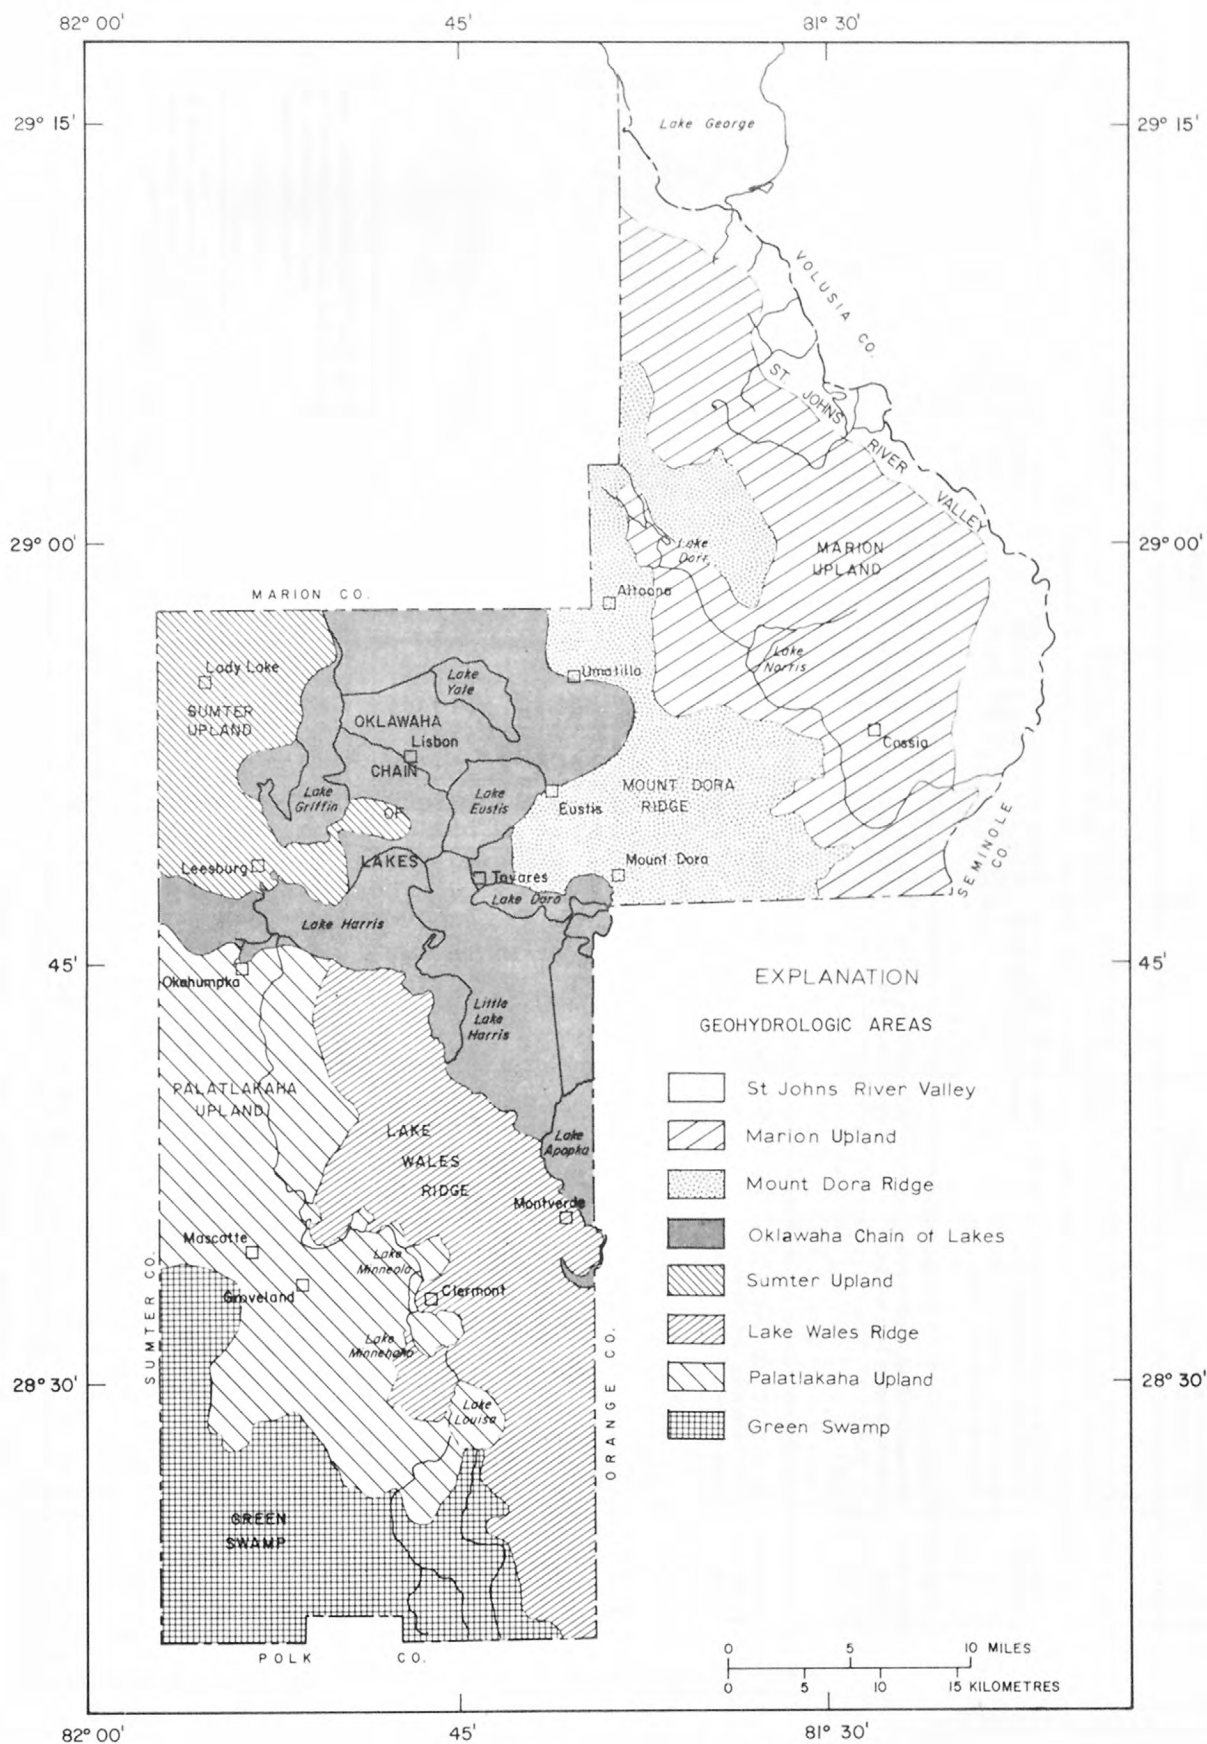 82° 00'
45'
81° 30'
29° 15'
Lake George
29° 15'
VOLUSIA CO.
ST. JOHNS RIVER VALLEY
29° 00'
Lake Dorr
MARION
UPLAND
29° 00'
MARION CO.
Altoona
Lady Lake
Lake
Yale
Umatilla
Lake
Norris
SUMTER
UPLAND
OKLAWAHA
Lisbon
Cassia
CHAIN
Lake
Griffin
Lake
Eustis
Eustis
MOUNT DORA
RIDGE
OF
SEMINOLE
CO.
Leesburg
LAKES
Tavares
Mount Dora
Lake Dora
Lake Harris
45'
Okahumpka
45'
EXPLANATION
Little
Lake
Harris
GEOHYDROLOGIC AREAS
PALATLAKAHA
UPLAND
St Johns River Valley
LAKE
WALES
RIDGE
Lake
Apopka
Marion Upland
Mount Dora Ridge
Montverde
Mascotte
Lake
Minneola
Oklawaha Chain of Lakes
Groveland
Clermont
Sumter Upland
SUMTER CO.
Lake
Minnehaha
Lake Wales Ridge
28° 30'
Lake
Louisa
ORANGE CO.
Palatlakaha Upland
28° 30'
Green Swamp
GREEN
SWAMP
POLK CO.
0 5 10 MILES
0 5 10 15 KILOMETRES
82° 00'
45'
81° 30'